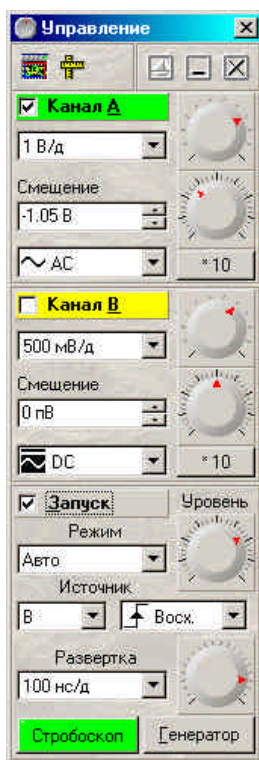 Управление
Канал A
1 В/д
Смещение
-1.05 В
AC
*10
Канал B
500 мВ/д
Смещение
0 пВ
DC
*10
Запуск
Уровень
Режим
Авто
Источник
B
Восх.
Развертка
100 нс/д
Стробоскоп
Генератор